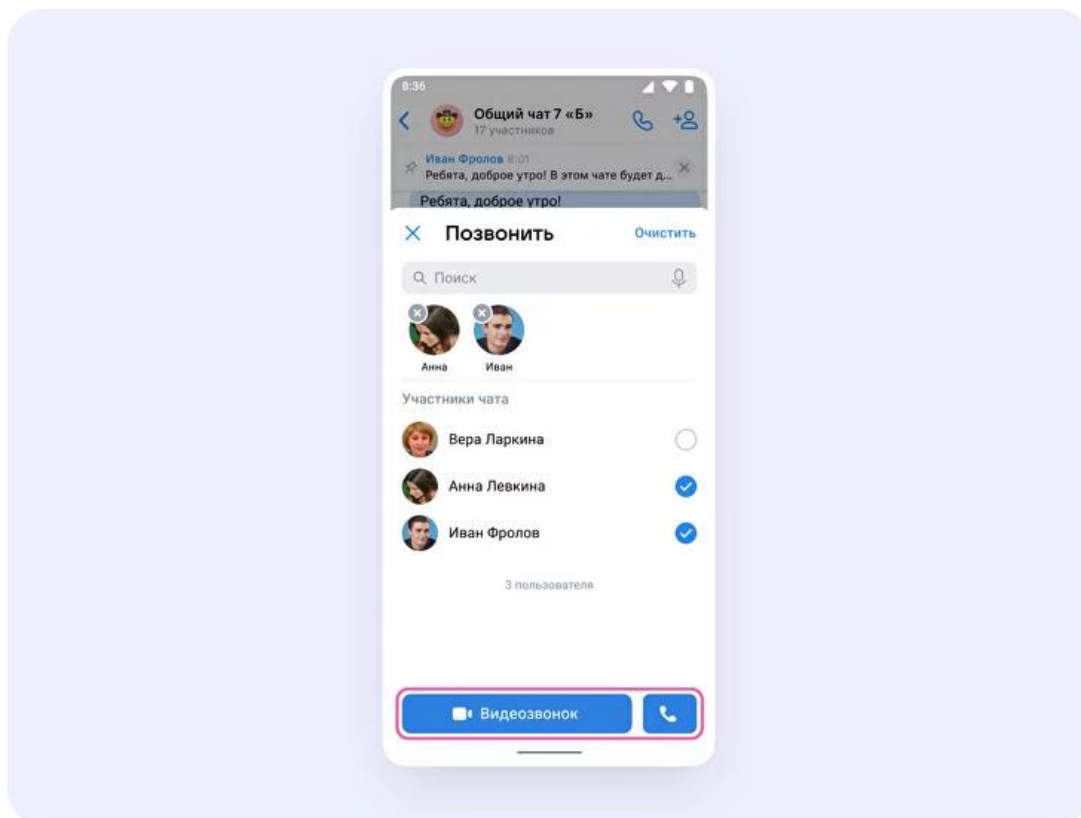 8:36
Общий чат 7 «Б»
17 участников
Иван Фролов 8:01
Ребята, доброе утро! В этом чате будет д...
Ребята, доброе утро!
Позвонить
Очистить
Поиск
Анна
Иван
Участники чата
Вера Ларкина
Анна Левкина
Иван Фролов
3 пользователя
Видеозвонок